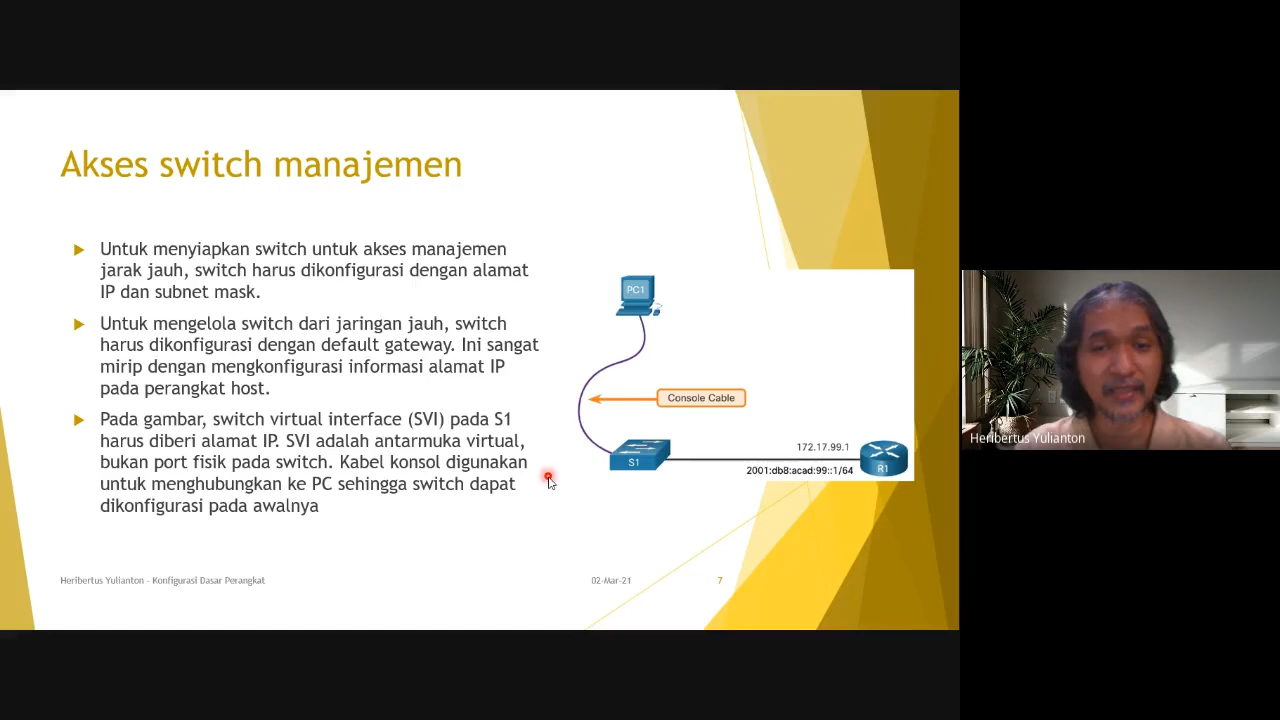 Akses switch manajemen
Untuk menyiapkan switch untuk akses manajemen
jarak jauh, switch harus dikonfigurasi dengan alamat
IP dan subnet mask.
Untuk mengelola switch dari jaringan jauh, switch
harus dikonfigurasi dengan default gateway. Ini sangat
mirip dengan mengkonfigurasi informasi alamat IP
pada perangkat host.
Pada gambar, switch virtual interface (SVI) pada S1
harus diberi alamat IP. SVI adalah antarmuka virtual,
bukan port fisik pada switch. Kabel konsol digunakan
untuk menghubungkan ke PC sehingga switch dapat
dikonfigurasi pada awalnya
PC1
Console Cable
S1
172.17.99.1
2001:db8:acad:99::1/64
R1
Heribertus Yulianton - Konfigurasi Dasar Perangkat
02-Mar-21
7
Heribertus Yulianton